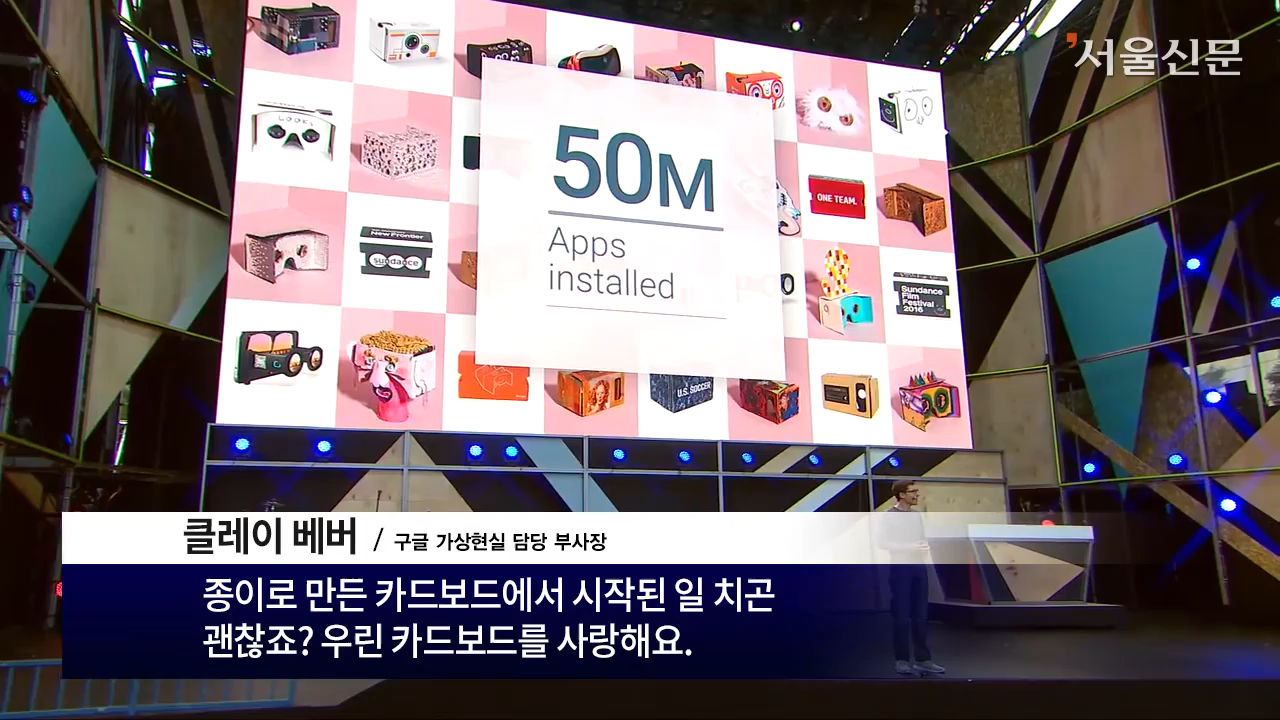 '서울신문
LOOK
50M
Apps
installed
ONE TEAM.
New Frontier
sundance
Sundance
Film
Festival
2016
U.S. SOCCER
클레이 베버 / 구글 가상현실 담당 부사장
종이로 만든 카드보드에서 시작된 일 치곤
괜찮죠? 우린 카드보드를 사랑해요.